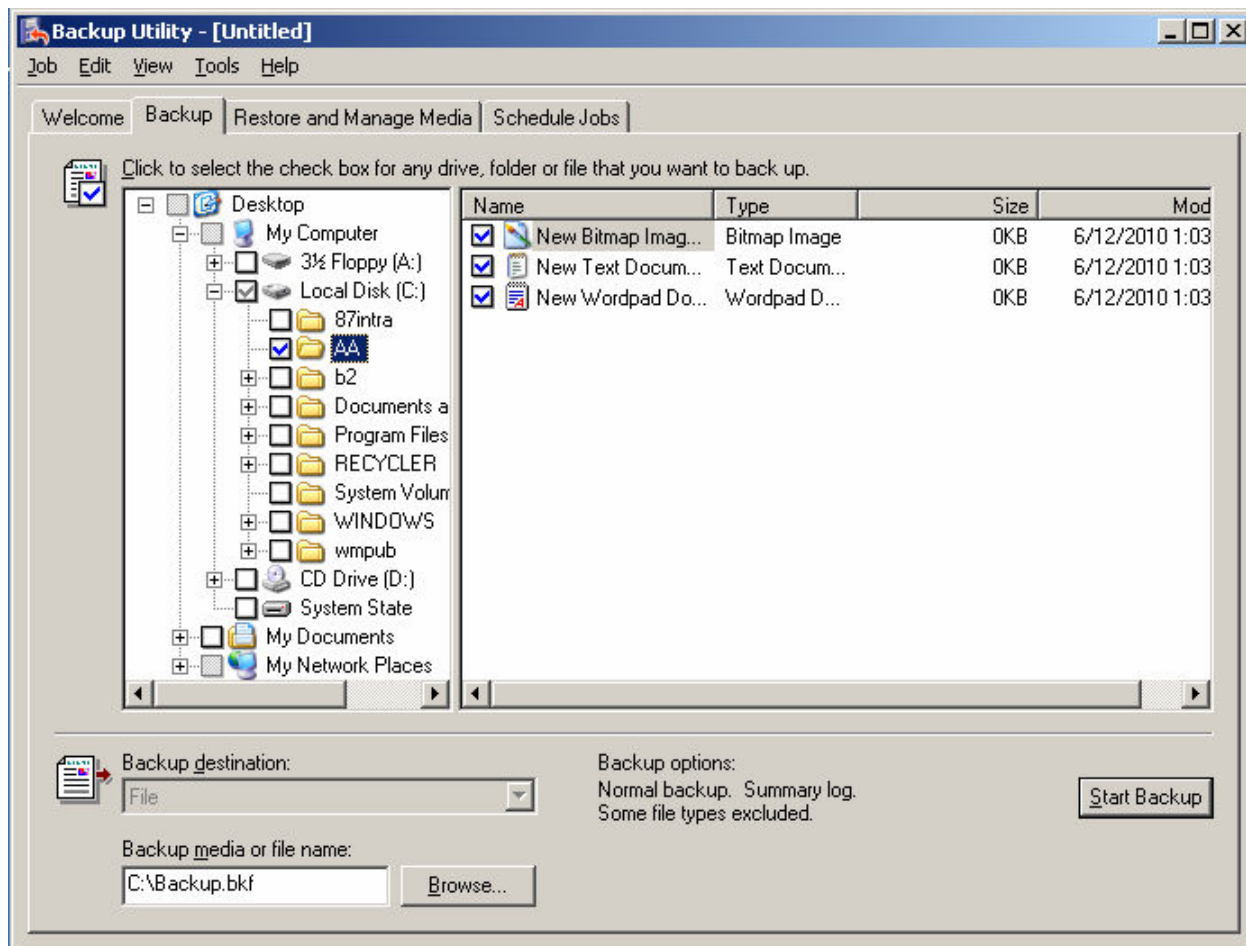 Backup Utility - [Untitled]
Job Edit View Tools Help
Welcome Backup Restore and Manage Media Schedule Jobs
Click to select the check box for any drive, folder or file that you want to back up.
Desktop
My Computer
3½ Floppy (A:)
Local Disk (C:)
87intra
AA
b2
Documents a
Program Files
RECYCLER
System Volum
WINDOWS
wmpub
CD Drive (D:)
System State
My Documents
My Network Places
Name Type Size Mod
New Bitmap Imag... Bitmap Image 0KB 6/12/2010 1:03
New Text Docum... Text Docum... 0KB 6/12/2010 1:03
New Wordpad Do... Wordpad D... 0KB 6/12/2010 1:03
Backup destination:
File
Backup media or file name:
C:\Backup.bkf Browse...
Backup options:
Normal backup. Summary log.
Some file types excluded.
Start Backup